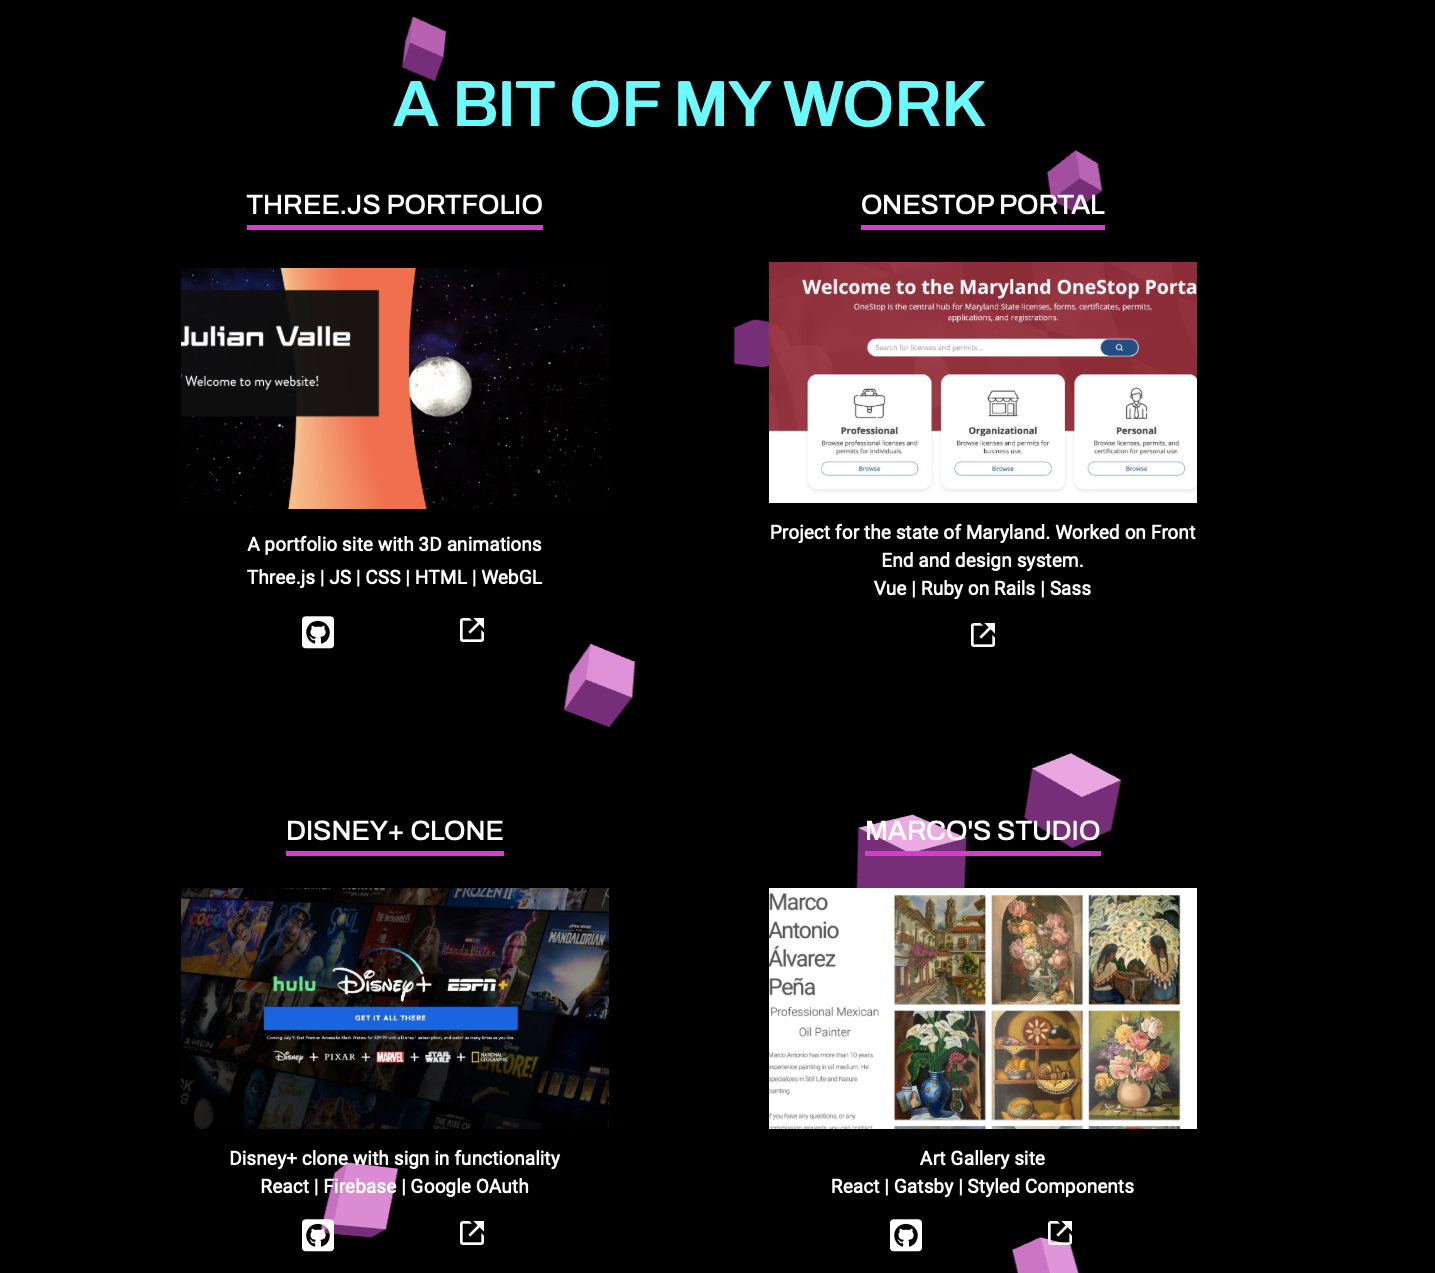 A BIT OF MY WORK
THREE.JS PORTFOLIO
Julian Valle
Welcome to my website!
A portfolio site with 3D animations
Three.js | JS | CSS | HTML | WebGL
ONESTOP PORTAL
Welcome to the Maryland OneStop Porta
OneStop is the central hub for Maryland State licenses, forms, certificates, permits,
applications, and registrations.
Search for licenses and permits...
Professional
Browse professional licenses and
permits for individuals.
Browse
Organizational
Browse licenses and permits for
business use.
Browse
Personal
Browse licenses, permits, and
certification for personal use.
Browse
Project for the state of Maryland. Worked on Front
End and design system.
Vue | Ruby on Rails | Sass
DISNEY+ CLONE
FROZEN II
COCO
SOUL
MANDALORIAN
hulu Disney+ ESPN+
GET IT ALL THERE
Disney + PIXAR + MARVEL + STAR WARS + NATIONAL GEOGRAPHIC
ENCORE!
Disney+ clone with sign in functionality
React | Firebase | Google OAuth
MARCO'S STUDIO
Marco
Antonio
Álvarez
Peña
Professional Mexican
Oil Painter
Marco Antonio has more than 10 years
experience painting in oil medium. He
specializes in Still Life and Nature
painting.
If you have any questions, or any
Art Gallery site
React | Gatsby | Styled Components